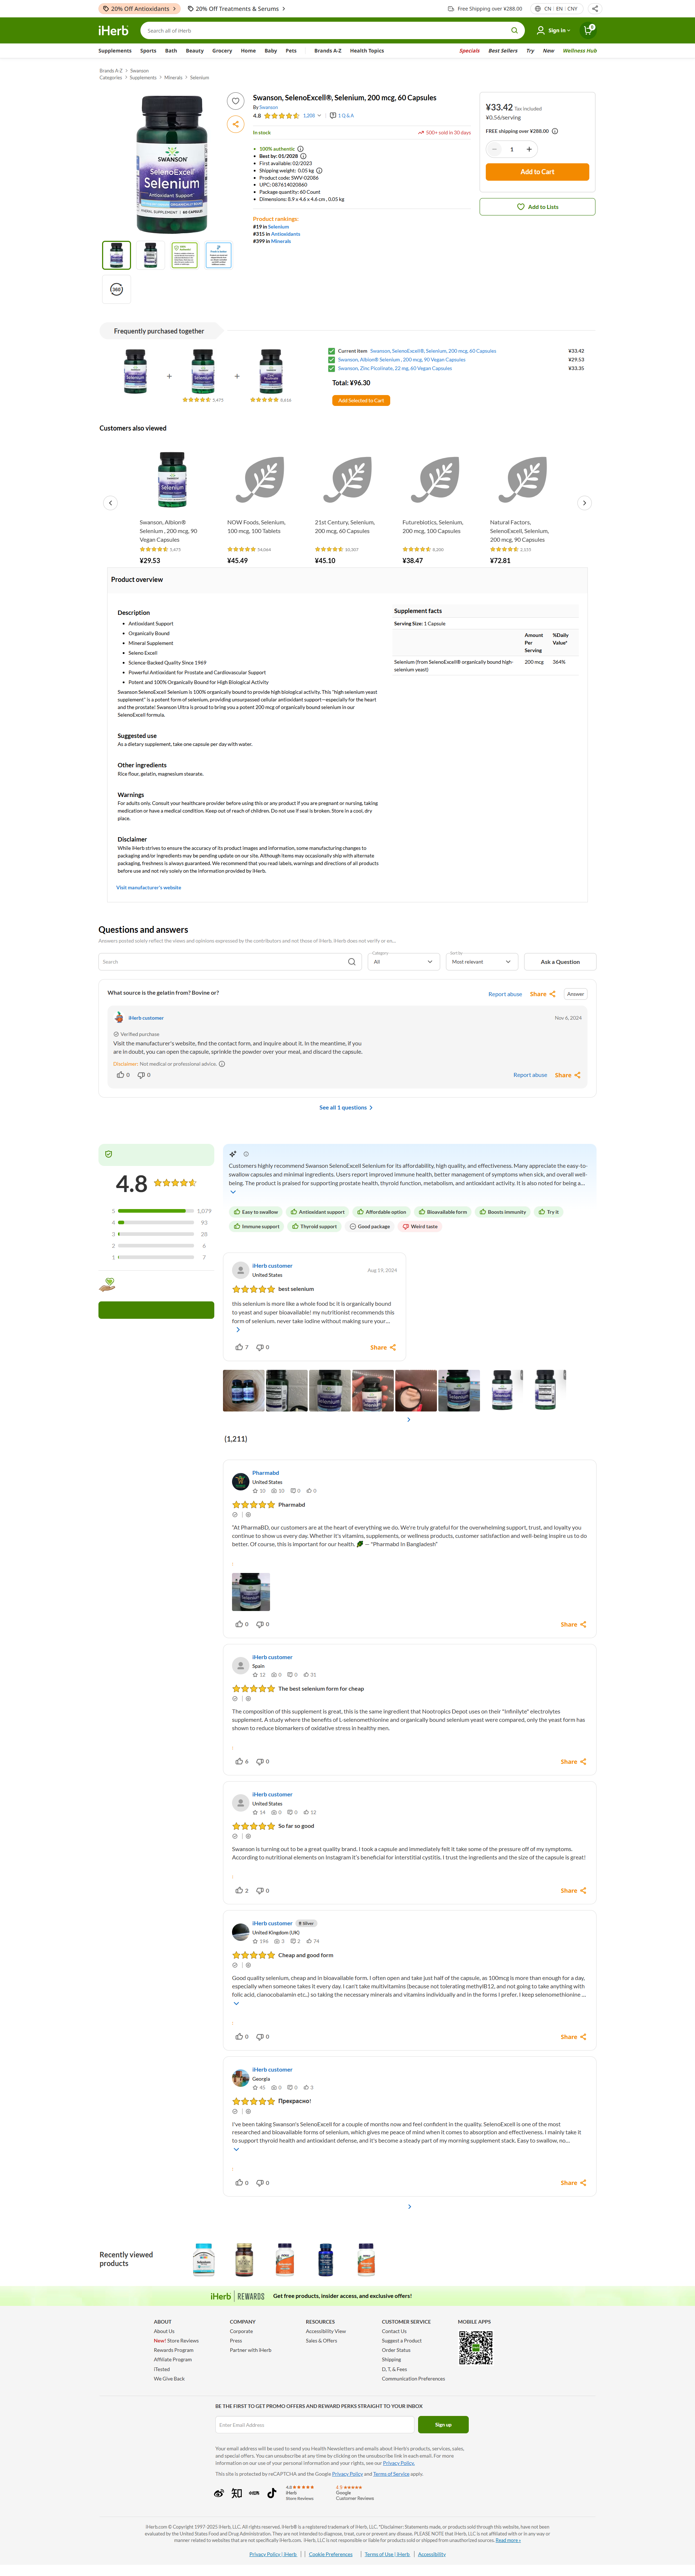 20% Off Antioxidants
20% Off Treatments & Serums
Free Shipping over ¥288.00
CN EN CNY
iHerb
Search all of iHerb
Sign in
0
Supplements Sports Bath Beauty Grocery Home Baby Pets Brands A-Z Health Topics
Specials Best Sellers Try New Wellness Hub
Brands A-Z > Swanson
Categories > Supplements > Minerals > Selenium
SWANSON
SelenoExcell
Selenium
Antioxidant Support
Swanson, SelenoExcell®, Selenium, 200 mcg, 60 Capsules
By Swanson
4.8 1,208 1 Q & A
In stock
500+ sold in 30 days
100% authentic
Best by: 01/2028
First available: 02/2023
Shipping weight: 0.05 kg
Product code: SWV-02086
UPC: 087614020860
Package quantity: 60 Count
Dimensions: 8.9 x 4.6 x 4.6 cm , 0.05 kg
Product rankings:
#19 in Selenium
#315 in Antioxidants
#399 in Minerals
¥33.42 Tax included
¥0.56/serving
FREE shipping over ¥288.00
1
Add to Cart
Add to Lists
360
Frequently purchased together
5,475
8,616
Current item Swanson, SelenoExcell®, Selenium, 200 mcg, 60 Capsules ¥33.42
Swanson, Albion® Selenium , 200 mcg, 90 Vegan Capsules ¥29.53
Swanson, Zinc Picolinate, 22 mg, 60 Vegan Capsules ¥33.35
Total: ¥96.30
Add Selected to Cart
Customers also viewed
Swanson, Albion®
Selenium , 200 mcg, 90
Vegan Capsules
5,475
¥29.53
NOW Foods, Selenium,
100 mcg, 100 Tablets
¥45.49
21st Century, Selenium,
200 mcg, 60 Capsules
¥45.10
Futurebiotics, Selenium,
200 mcg, 100 Capsules
¥38.47
Natural Factors,
SelenoExcell, Selenium,
200 mcg, 90 Capsules
¥72.81
Product overview
Description
Antioxidant Support
Organically Bound
Mineral Supplement
Seleno Excell
Science-Backed Quality Since 1969
Powerful Antioxidant for Prostate and Cardiovascular Support
Potent and 100% Organically Bound for High Biological Activity
Swanson SelenoExcell Selenium is 100% organically bound to provide high biological activity. This "high selenium yeast
supplement" is a potent form of selenium, providing unsurpassed cellular antioxidant support—especially for the heart
and the prostate! Swanson Ultra is proud to bring you a potent 200 mcg of organically bound selenium in our
SelenoExcell formula.
Suggested use
As a dietary supplement, take one capsule per day with water.
Other ingredients
Rice flour, gelatin, magnesium stearate.
Warnings
For adults only. Consult your healthcare provider before using this or any product if you are pregnant or nursing, taking
medication or have a medical condition. Keep out of reach of children. Do not use if seal is broken. Store in a cool, dry
place.
Disclaimer
While iHerb strives to ensure the accuracy of its product images and information, some manufacturing changes to
packaging and/or ingredients may be pending update on our site. Although items may occasionally ship with alternate
packaging, freshness is always guaranteed. We recommend that you read labels, warnings and directions of all products
before use and not rely solely on the information provided by iHerb.
Visit manufacturer's website
Supplement facts
Serving Size: 1 Capsule
Amount Per Serving %Daily Value*
Selenium (from SelenoExcell® organically bound high-selenium yeast) 200 mcg 364%
Questions and answers
Answers posted solely reflect the views and opinions expressed by the contributors and not those of iHerb. iHerb does not verify or en...
Search
Category
All
Sort by
Most relevant
Ask a Question
What source is the gelatin from? Bovine or?
Report abuse Share Answer
iHerb customer
Nov 6, 2024
Verified purchase
Visit the manufacturer's website, find the contact form, and inquire about it. In the meantime, if you
are in doubt, you can open the capsule, sprinkle the powder over your meal, and discard the capsule.
Disclaimer: Not medical or professional advice.
0 0
Report abuse Share
See all 1 questions
4.8
5 1,079
4 93
3 28
2 6
1 7
Customers highly recommend Swanson SelenoExcell Selenium for its affordability, high quality, and effectiveness. Many appreciate the easy-to-
swallow capsules and minimal ingredients. Users frequently report improved immunity, thyroid health, better management of symptoms when sick, and overall well-
being. The product is praised for supporting prostate health, thyroid function, metabolism, and antioxidant activity. It is also noted for being a...
Easy to swallow Antioxidant support Affordable option Bioavailable form Boosts immunity Try it
Immune support Thyroid support Good package Weird taste
iHerb customer
United States
Aug 19, 2024
best selenium
this selenium is more like a whole food bc it is organically bound
to yeast and super bioavailable! my nutritionist recommends this
form of selenium. never take iodine without making sure your...
7 0
Share
(1,211)
Pharmabd
United States
10 10 0 0
Pharmabd
"At PharmaBD, our customers are at the heart of everything we do. We're truly grateful for the overwhelming support, trust, and loyalty you
continue to show us every day. Whether it's vitamins, supplements, or wellness products, customer satisfaction and well-being inspire us to do
better. Of course, this is important for our health. — "Pharmabd In Bangladesh"
0 0
Share
iHerb customer
Spain
12 0 0 31
The best selenium form for cheap
The composition of this supplement is great, this is the same ingredient that Nootropics Depot uses on their "Infinilyte" electrolytes
supplement. A study where the benefits of L-selenomethionine and organically bound selenium yeast were compared, only the yeast form has
shown to reduce biomarkers of oxidative stress in healthy men.
6 0
Share
iHerb customer
United States
14 0 0 12
So far so good
Swanson is turning out to be a great quality brand. I took a capsule and immediately felt it take some of the pressure off of my symptoms.
According to nutritional elements on Instagram it's beneficial for interstitial cystitis. I trust the ingredients and the size of the capsule is great!
2 0
Share
iHerb customer Silver
United Kingdom (UK)
196 3 2 74
Cheap and good form
Good quality selenium, cheap and in bioavailable form. I often open and take just half of the capsule, as 100mcg is more than enough for a day,
especially when someone takes it every day. I can't take multivitamins (because not tolerating methylB12, and not going to take anything with
folic acid, cianocobalamin etc..) so taking the necessary minerals and vitamins individually and in the forms I prefer. I keep selenomethionine ...
0 0
Share
iHerb customer
Georgia
45 0 0 3
Прекрасно!
I've been taking Swanson's SelenoExcell for a couple of months now and feel confident in the quality. SelenoExcell is one of the most
researched and bioavailable forms of selenium, which gives me peace of mind when it comes to absorption and effectiveness. I mainly take it
to support thyroid health and antioxidant defense, and it's become a steady part of my morning supplement stack. Easy to swallow, no...
0 0
Share
Recently viewed
products
iHerb REWARDS Get free products, insider access, and exclusive offers!
ABOUT
About Us
New! Store Reviews
Rewards Program
Affiliate Program
iTested
We Give Back
COMPANY
Corporate
Press
Partner with iHerb
RESOURCES
Accessibility View
Sales & Offers
CUSTOMER SERVICE
Contact Us
Suggest a Product
Order Status
Shipping
D, T, & Fees
Communication Preferences
MOBILE APPS
BE THE FIRST TO GET PROMO OFFERS AND REWARD PERKS STRAIGHT TO YOUR INBOX
Enter Email Address
Sign up
Your email address will be used to send you Health Newsletters and emails about iHerb's products, services, sales,
and special offers. You can unsubscribe at any time by clicking on the unsubscribe link in each email. For more
information on our use of your personal information and your rights, see our Privacy Policy.
This site is protected by reCAPTCHA and the Google Privacy Policy and Terms of Service apply.
知
小红书
iHerb
Store Reviews
Google
Customer Reviews
iHerb.com © Copyright 1997-2025 iHerb, LLC. All rights reserved. iHerb® is a registered trademark of iHerb, LLC. *Disclaimer: Statements made, or products sold through this website, have not been
evaluated by the United States Food and Drug Administration. They are not intended to diagnose, treat, cure or prevent any disease. PLEASE NOTE that iHerb, LLC is not affiliated with or in any way or
manner related to websites that are not specifically iHerb.com. iHerb, LLC is not responsible or liable for products sold or shipped from unauthorized sources. Read more »
Privacy Policy | iHerb Cookie Preferences Terms of Use | iHerb Accessibility